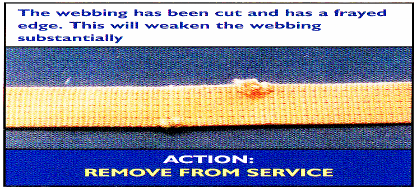 The webbing has been cut and has a frayed
edge. This will weaken the webbing
substantially
ACTION:
REMOVE FROM SERVICE